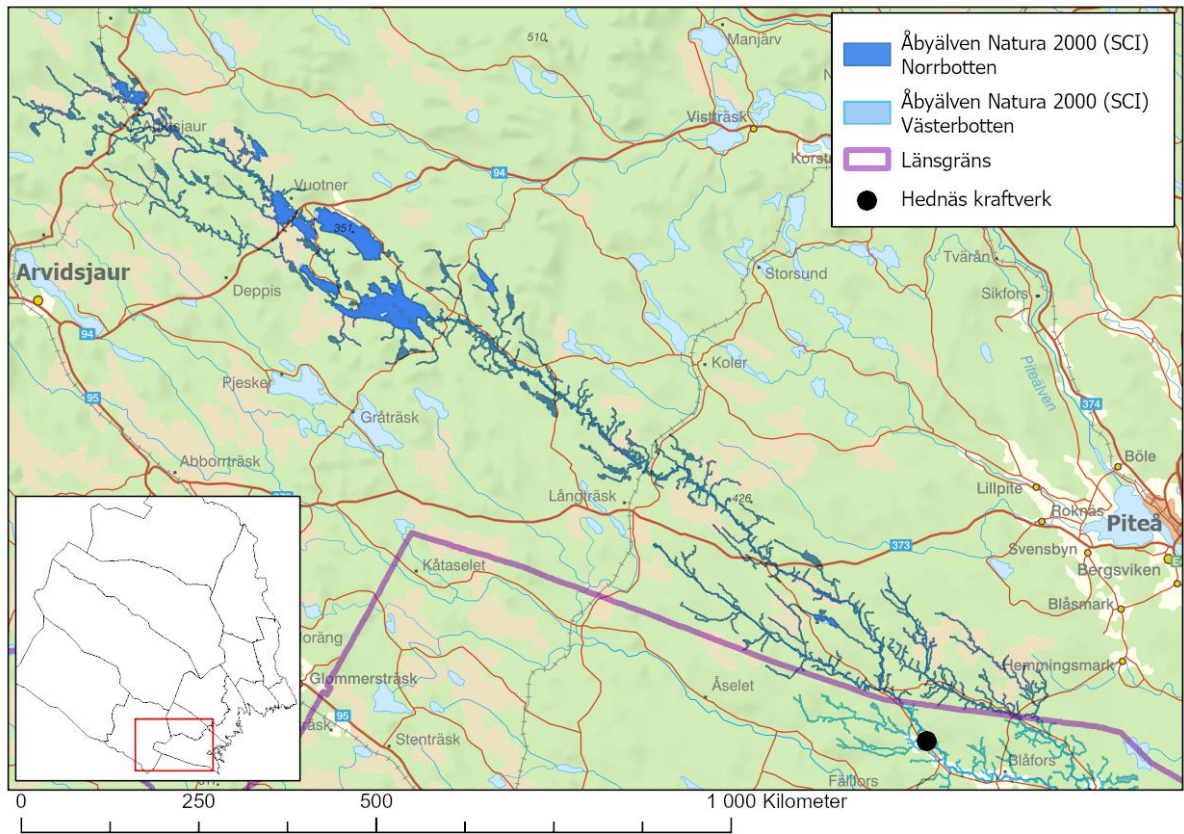 510
Manjärv
Åbyälven Natura 2000 (SCI)
Norrbotten
Åbyälven Natura 2000 (SCI)
Västerbotten
Länsgräns
Hednäs kraftverk
Vistträsk
94
Vuotner
351
Arvidsjaur
Deppis
Storsund
Tvärån
Sikfors
94
Pjesker
Koler
Piteälven
95
Gråträsk
374
Abborrträsk
Böle
Långträsk
426
Lillpite
Roknäs
Piteå
373
Svensbyn
Bergsviken
Kåtaselet
Blåsmark
Hemmingsmark
Glommersträsk
Åselet
95
Stenträsk
Fällfors
Blåfors
0
250
500
1 000 Kilometer